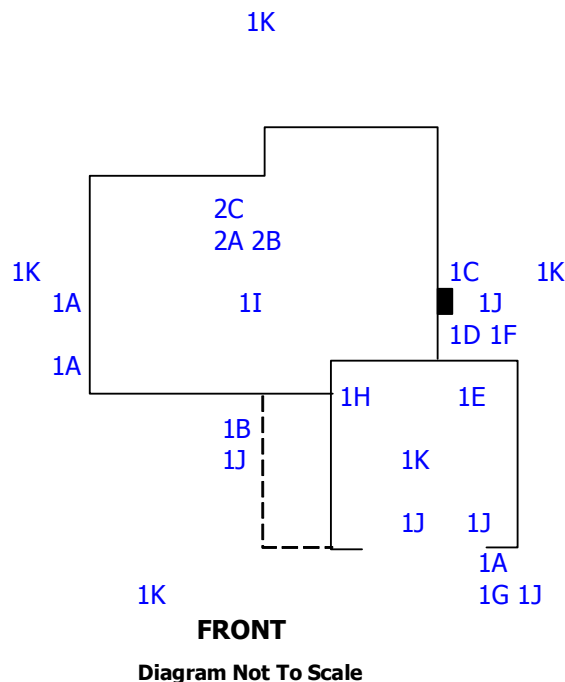 1K
2C
2A 2B
1K 1C 1K
1A 1I 1J
1D 1F
1A
1H 1E
1B
1J 1K
1J 1J
1A
1K 1G 1J
FRONT
Diagram Not To Scale